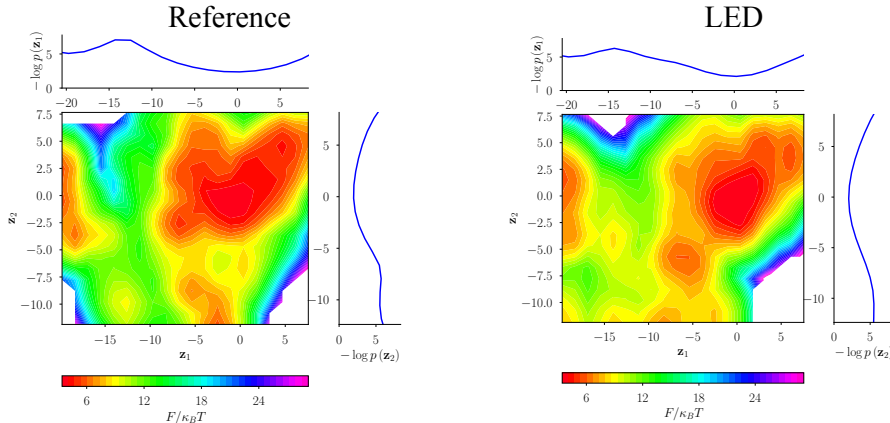 Reference
LED
− log p (z₁)
5
0
−20 −15 −10 −5 0 5
− log p (z₁)
5
0
−20 −15 −10 −5 0 5
7.5
5.0
2.5
0.0
−2.5
−5.0
−7.5
−10.0
z₂
−15 −10 −5 0 5
z₁
5
0
−5
−10
0 5
− log p (z₂)
7.5
5.0
2.5
0.0
−2.5
−5.0
−7.5
−10.0
z₂
−15 −10 −5 0 5
z₁
5
0
−5
−10
0 5
− log p (z₂)
6 12 18 24
F/κ_BT
6 12 18 24
F/κ_BT